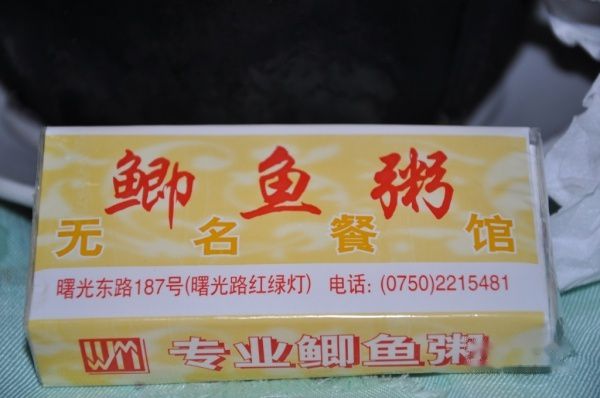 鲫鱼粥
无名餐馆
曙光东路187号(曙光路红绿灯) 电话: (0750)2215481
WM 专业鲫鱼粥